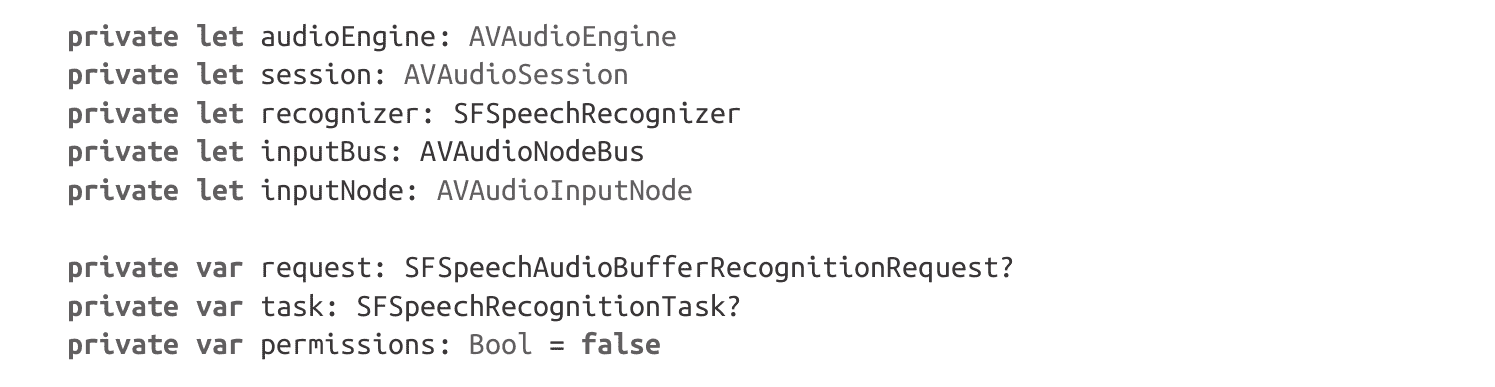 private let audioEngine: AVAudioEngine
private let session: AVAudioSession
private let recognizer: SFSpeechRecognizer
private let inputBus: AVAudioNodeBus
private let inputNode: AVAudioInputNode
private var request: SFSpeechAudioBufferRecognitionRequest?
private var task: SFSpeechRecognitionTask?
private var permissions: Bool = false